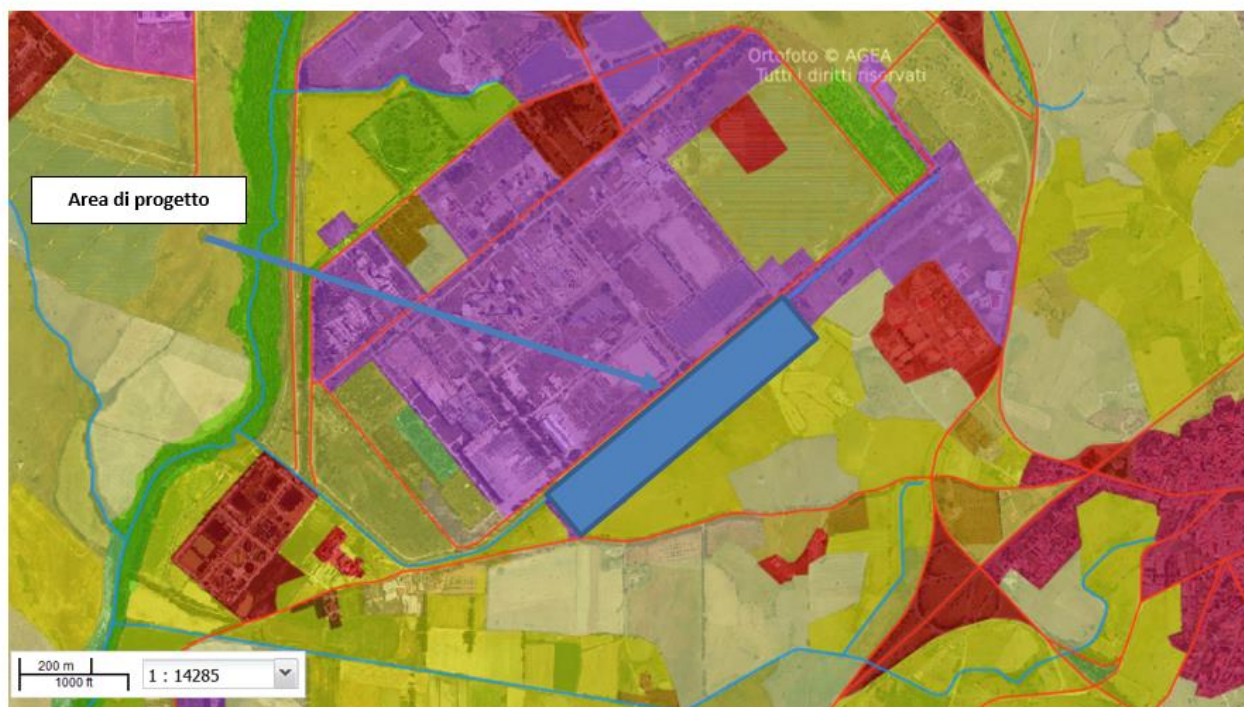 Ortofoto © AGEA
Tutti i diritti riservati
Area di progetto
200 m
1000 ft
1 : 14285